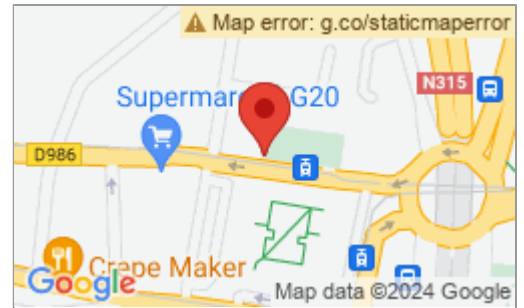 Map error: g.co/staticmaperror
N315
Supermar G20
D986
Crepe Maker
Google
Map data ©2024 Google